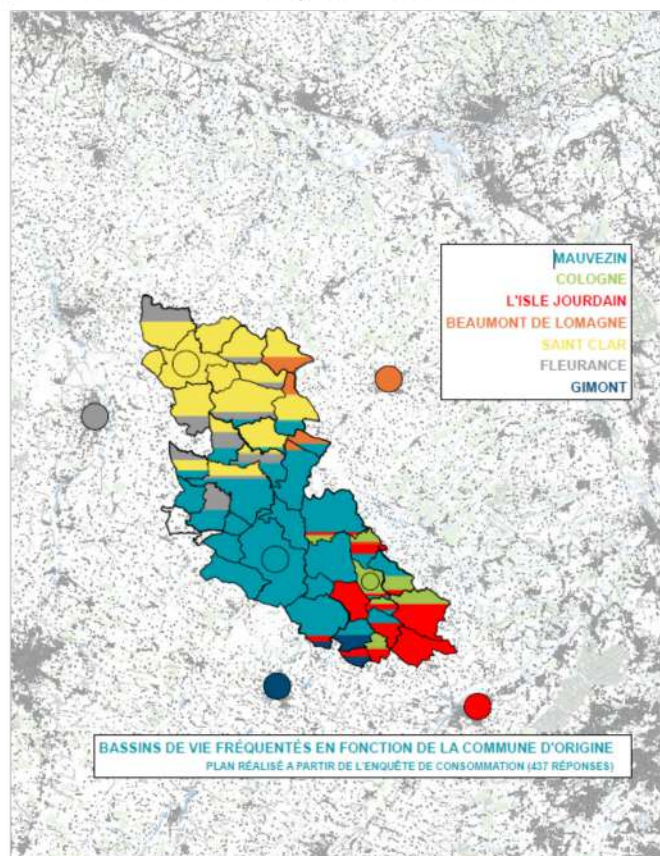 MAUVEZIN
COLOGNE
L'ISLE JOURDAIN
BEAUMONT DE LOMAGNE
SAINT CLAR
FLEURANCE
GIMONT
BASSINS DE VIE FRÉQUENTÉS EN FONCTION DE LA COMMUNE D'ORIGINE
PLAN RÉALISÉ A PARTIR DE L'ENQUÊTE DE CONSOMMATION (437 RÉPONSES)